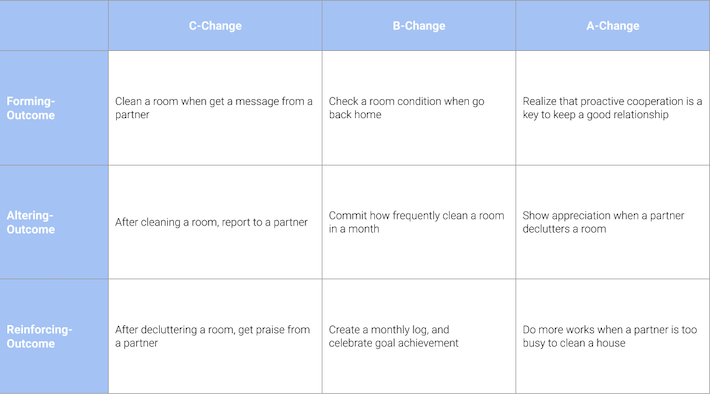 C-Change
B-Change
A-Change
Forming-
Outcome
Clean a room when get a message from a
partner
Check a room condition when go
back home
Realize that proactive cooperation is a
key to keep a good relationship
Altering-
Outcome
After cleaning a room, report to a partner
Commit how frequently clean a room
in a month
Show appreciation when a partner
declutters a room
Reinforcing-
Outcome
After decluttering a room, get praise from
a partner
Create a monthly log, and
celebrate goal achievement
Do more works when a partner is too
busy to clean a house